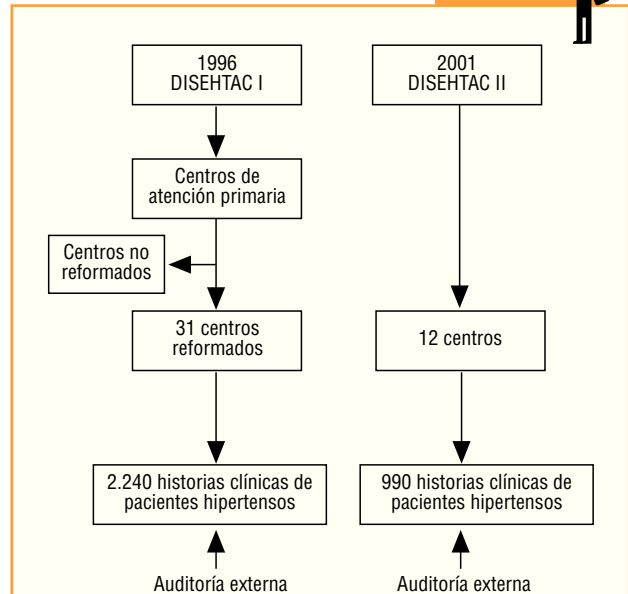 1996
DISEHTAC I
Centros de
atención primaria
Centros no
reformados
31 centros
reformados
2.240 historias clínicas de
pacientes hipertensos
Auditoría externa
2001
DISEHTAC II
12 centros
990 historias clínicas de
pacientes hipertensos
Auditoría externa